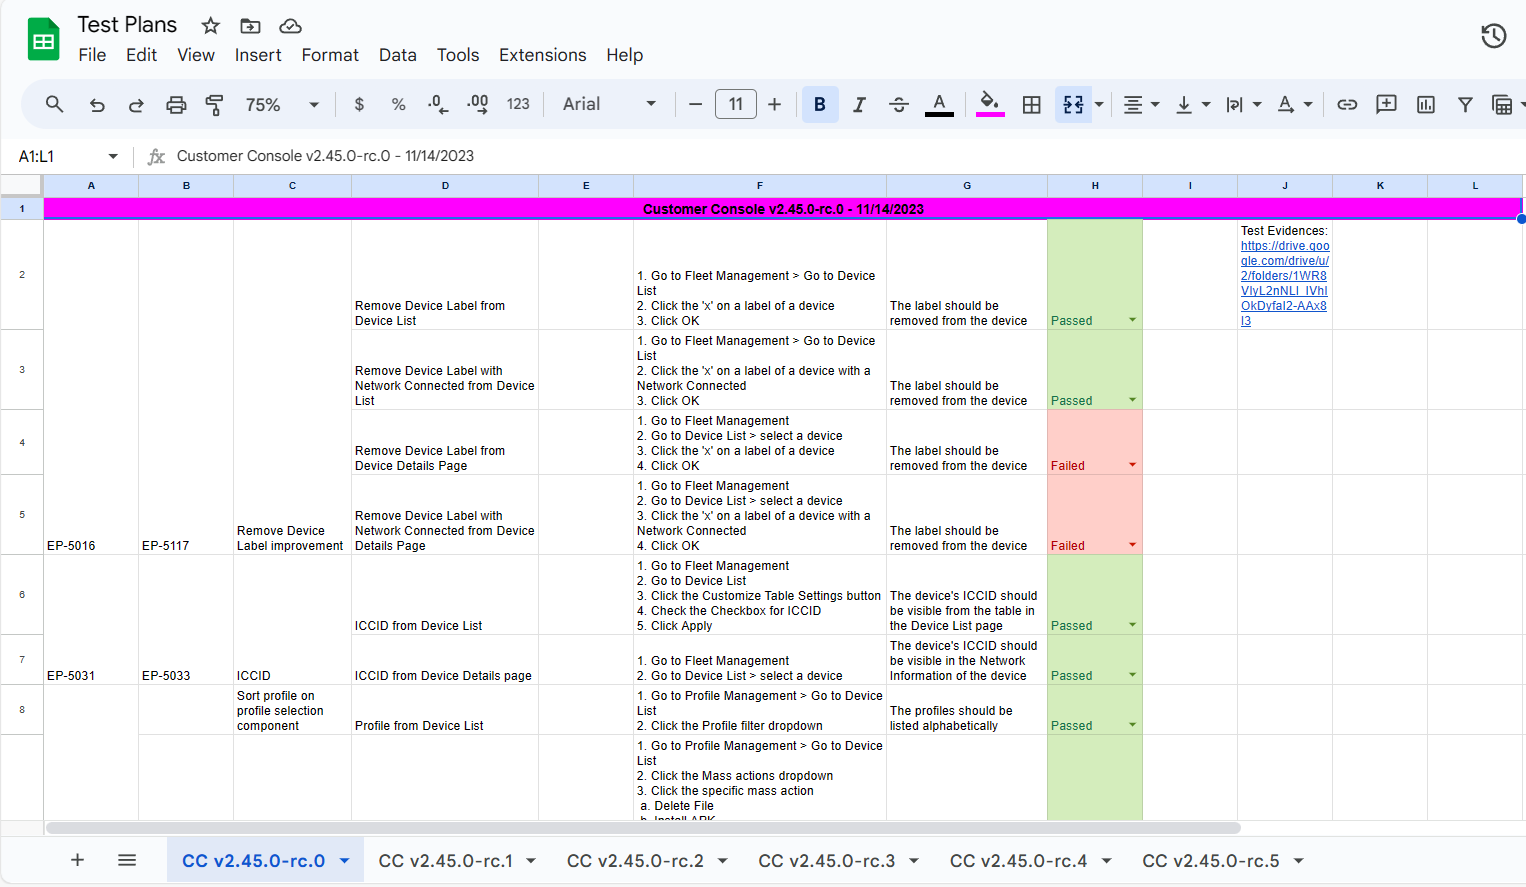 Test Plans
File Edit View Insert Format Data Tools Extensions Help
75% $ % .0 .00 123 Arial 11 B I A
A1:L1 fx Customer Console v2.45.0-rc.0 - 11/14/2023
A B C D E F G H I J K L
1 Customer Console v2.45.0-rc.0 - 11/14/2023
2
Remove Device Label from
Device List
1. Go to Fleet Management > Go to Device
List
2. Click the 'x' on a label of a device
3. Click OK
The label should be
removed from the device
Passed
Test Evidences:
https://drive.goo
gle.com/drive/u/
2/folders/1WR8
OkDyfaI2-AAx8
I3
3
Remove Device Label with
Network Connected from Device
List
1. Go to Fleet Management > Go to Device
List
2. Click the 'x' on a label of a device with a
Network Connected
3. Click OK
The label should be
removed from the device
Passed
4
Remove Device Label from
Device Details Page
1. Go to Fleet Management
2. Go to Device List > select a device
3. Click the 'x' on a label of a device
4. Click OK
The label should be
removed from the device
Failed
5
EP-5016
EP-5117
Remove Device
Label improvement
Remove Device Label with
Network Connected from Device
Details Page
1. Go to Fleet Management
2. Go to Device List > select a device
3. Click the 'x' on a label of a device with a
Network Connected
4. Click OK
The label should be
removed from the device
Failed
6
ICCID from Device List
1. Go to Fleet Management
2. Go to Device List
3. Click the Customize Table Settings button
4. Check the Checkbox for ICCID
5. Click Apply
The device's ICCID should
be visible from the table in
the Device List page
Passed
7
EP-5031
EP-5033
ICCID
ICCID from Device Details page
1. Go to Fleet Management
2. Go to Device List > select a device
The device's ICCID should
be visible in the Network
Information of the device
Passed
8
Sort profile on
profile selection
component
Profile from Device List
1. Go to Profile Management > Go to Device
List
2. Click the Profile filter dropdown
The profiles should be
listed alphabetically
Passed
1. Go to Profile Management > Go to Device
List
2. Click the Mass actions dropdown
3. Click the specific mass action
a. Delete File
b. Install APK
CC v2.45.0-rc.0 CC v2.45.0-rc.1 CC v2.45.0-rc.2 CC v2.45.0-rc.3 CC v2.45.0-rc.4 CC v2.45.0-rc.5